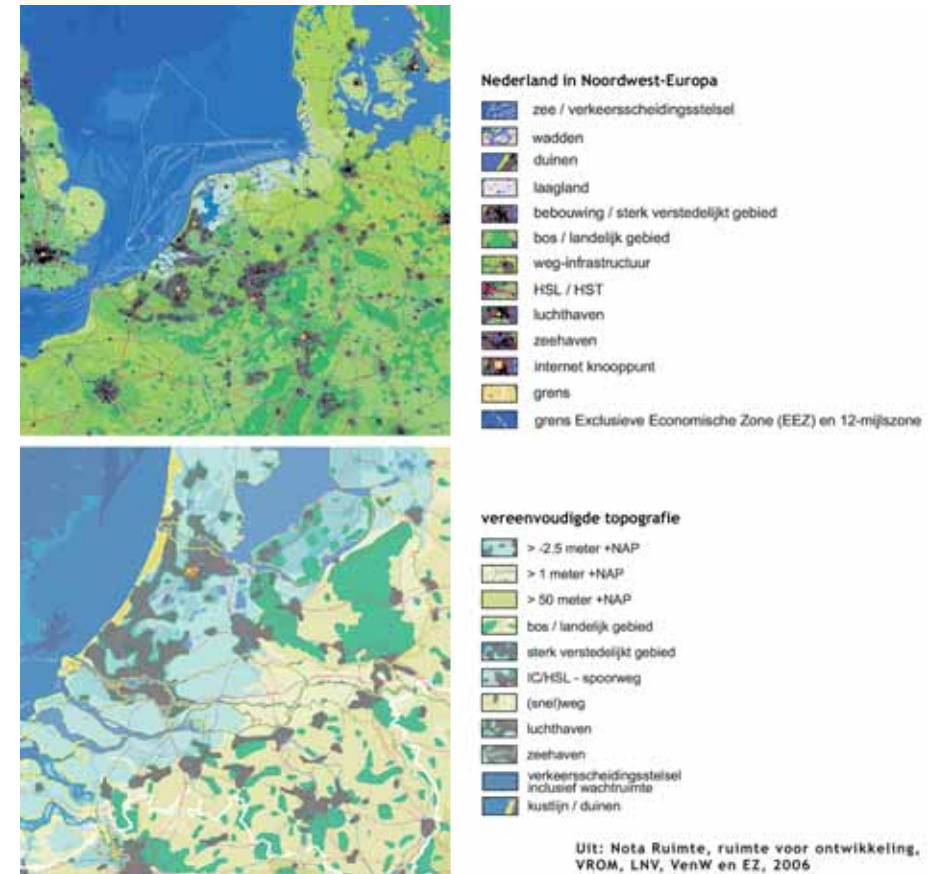 Nederland in Noordwest-Europa
zee / verkeersscheidingsstelsel
wadden
duinen
laagland
bebouwing / sterk verstedelijkt gebied
bos / landelijk gebied
weg-infrastructuur
HSL / HST
luchthaven
zeehaven
internet knooppunt
grens
grens Exclusieve Economische Zone (EEZ) en 12-mijlszone
vereenvoudigde topografie
> -2.5 meter +NAP
> 1 meter +NAP
> 50 meter +NAP
bos / landelijk gebied
sterk verstedelijkt gebied
IC/HSL - spoorweg
(snel)weg
luchthaven
zeehaven
verkeersscheidingsstelsel
inclusief wachtruimte
kustlijn / duinen
Uit: Nota Ruimte, ruimte voor ontwikkeling,
VROM, LNV, VenW en EZ, 2006